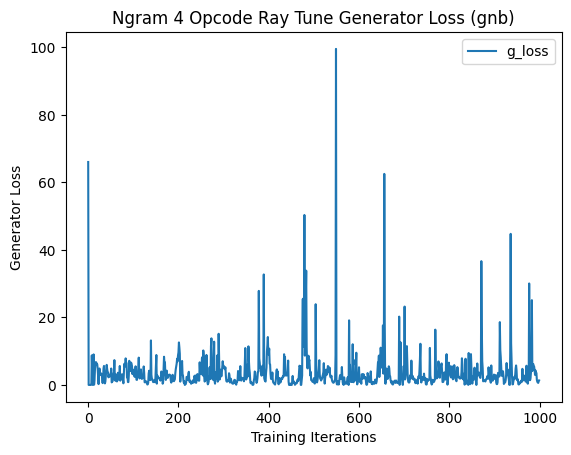 Ngram 4 Opcode Ray Tune Generator Loss (gnb)
g_loss
100
80
60
40
20
0
Generator Loss
0 200 400 600 800 1000
Training Iterations